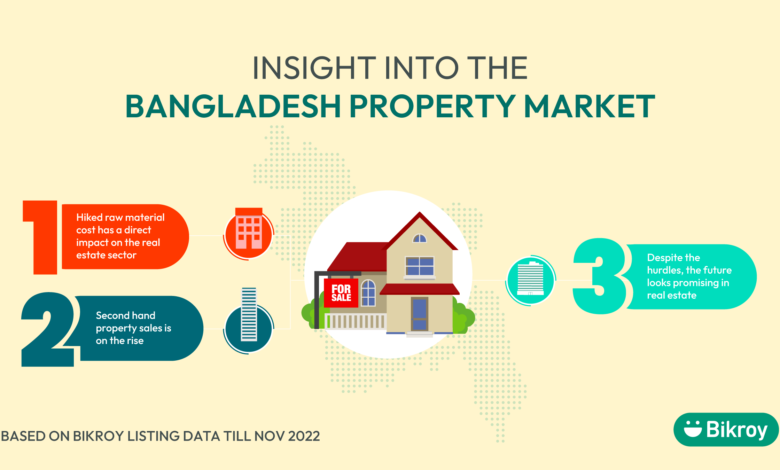 INSIGHT INTO THE
BANGLADESH PROPERTY MARKET
1
Hiked raw material
cost has a direct
impact on the real
estate sector
2
Second hand
property sales is
on the rise
FOR
SALE
3
Despite the
hurdles, the future
looks promising in
real estate
BASED ON BIKROY LISTING DATA TILL NOV 2022
Bikroy